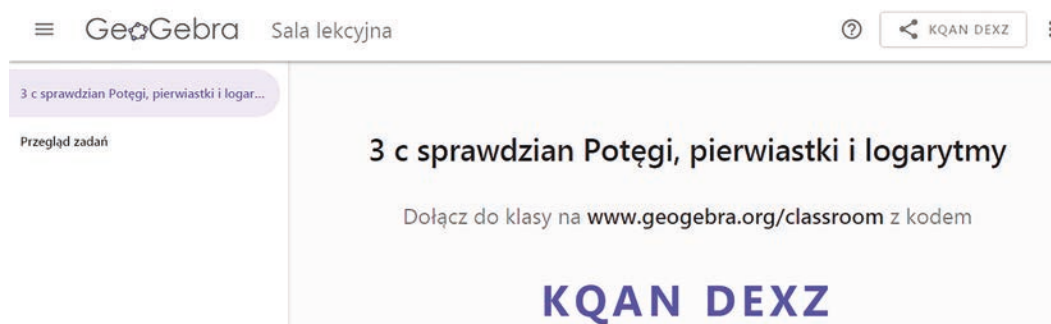 GeoGebra Sala lekcyjna
KQAN DEXZ
3 c sprawdzian Potęgi, pierwiastki i logar...
Przegląd zadań
3 c sprawdzian Potęgi, pierwiastki i logarytmy
Dołącz do klasy na www.geogebra.org/classroom z kodem
KQAN DEXZ